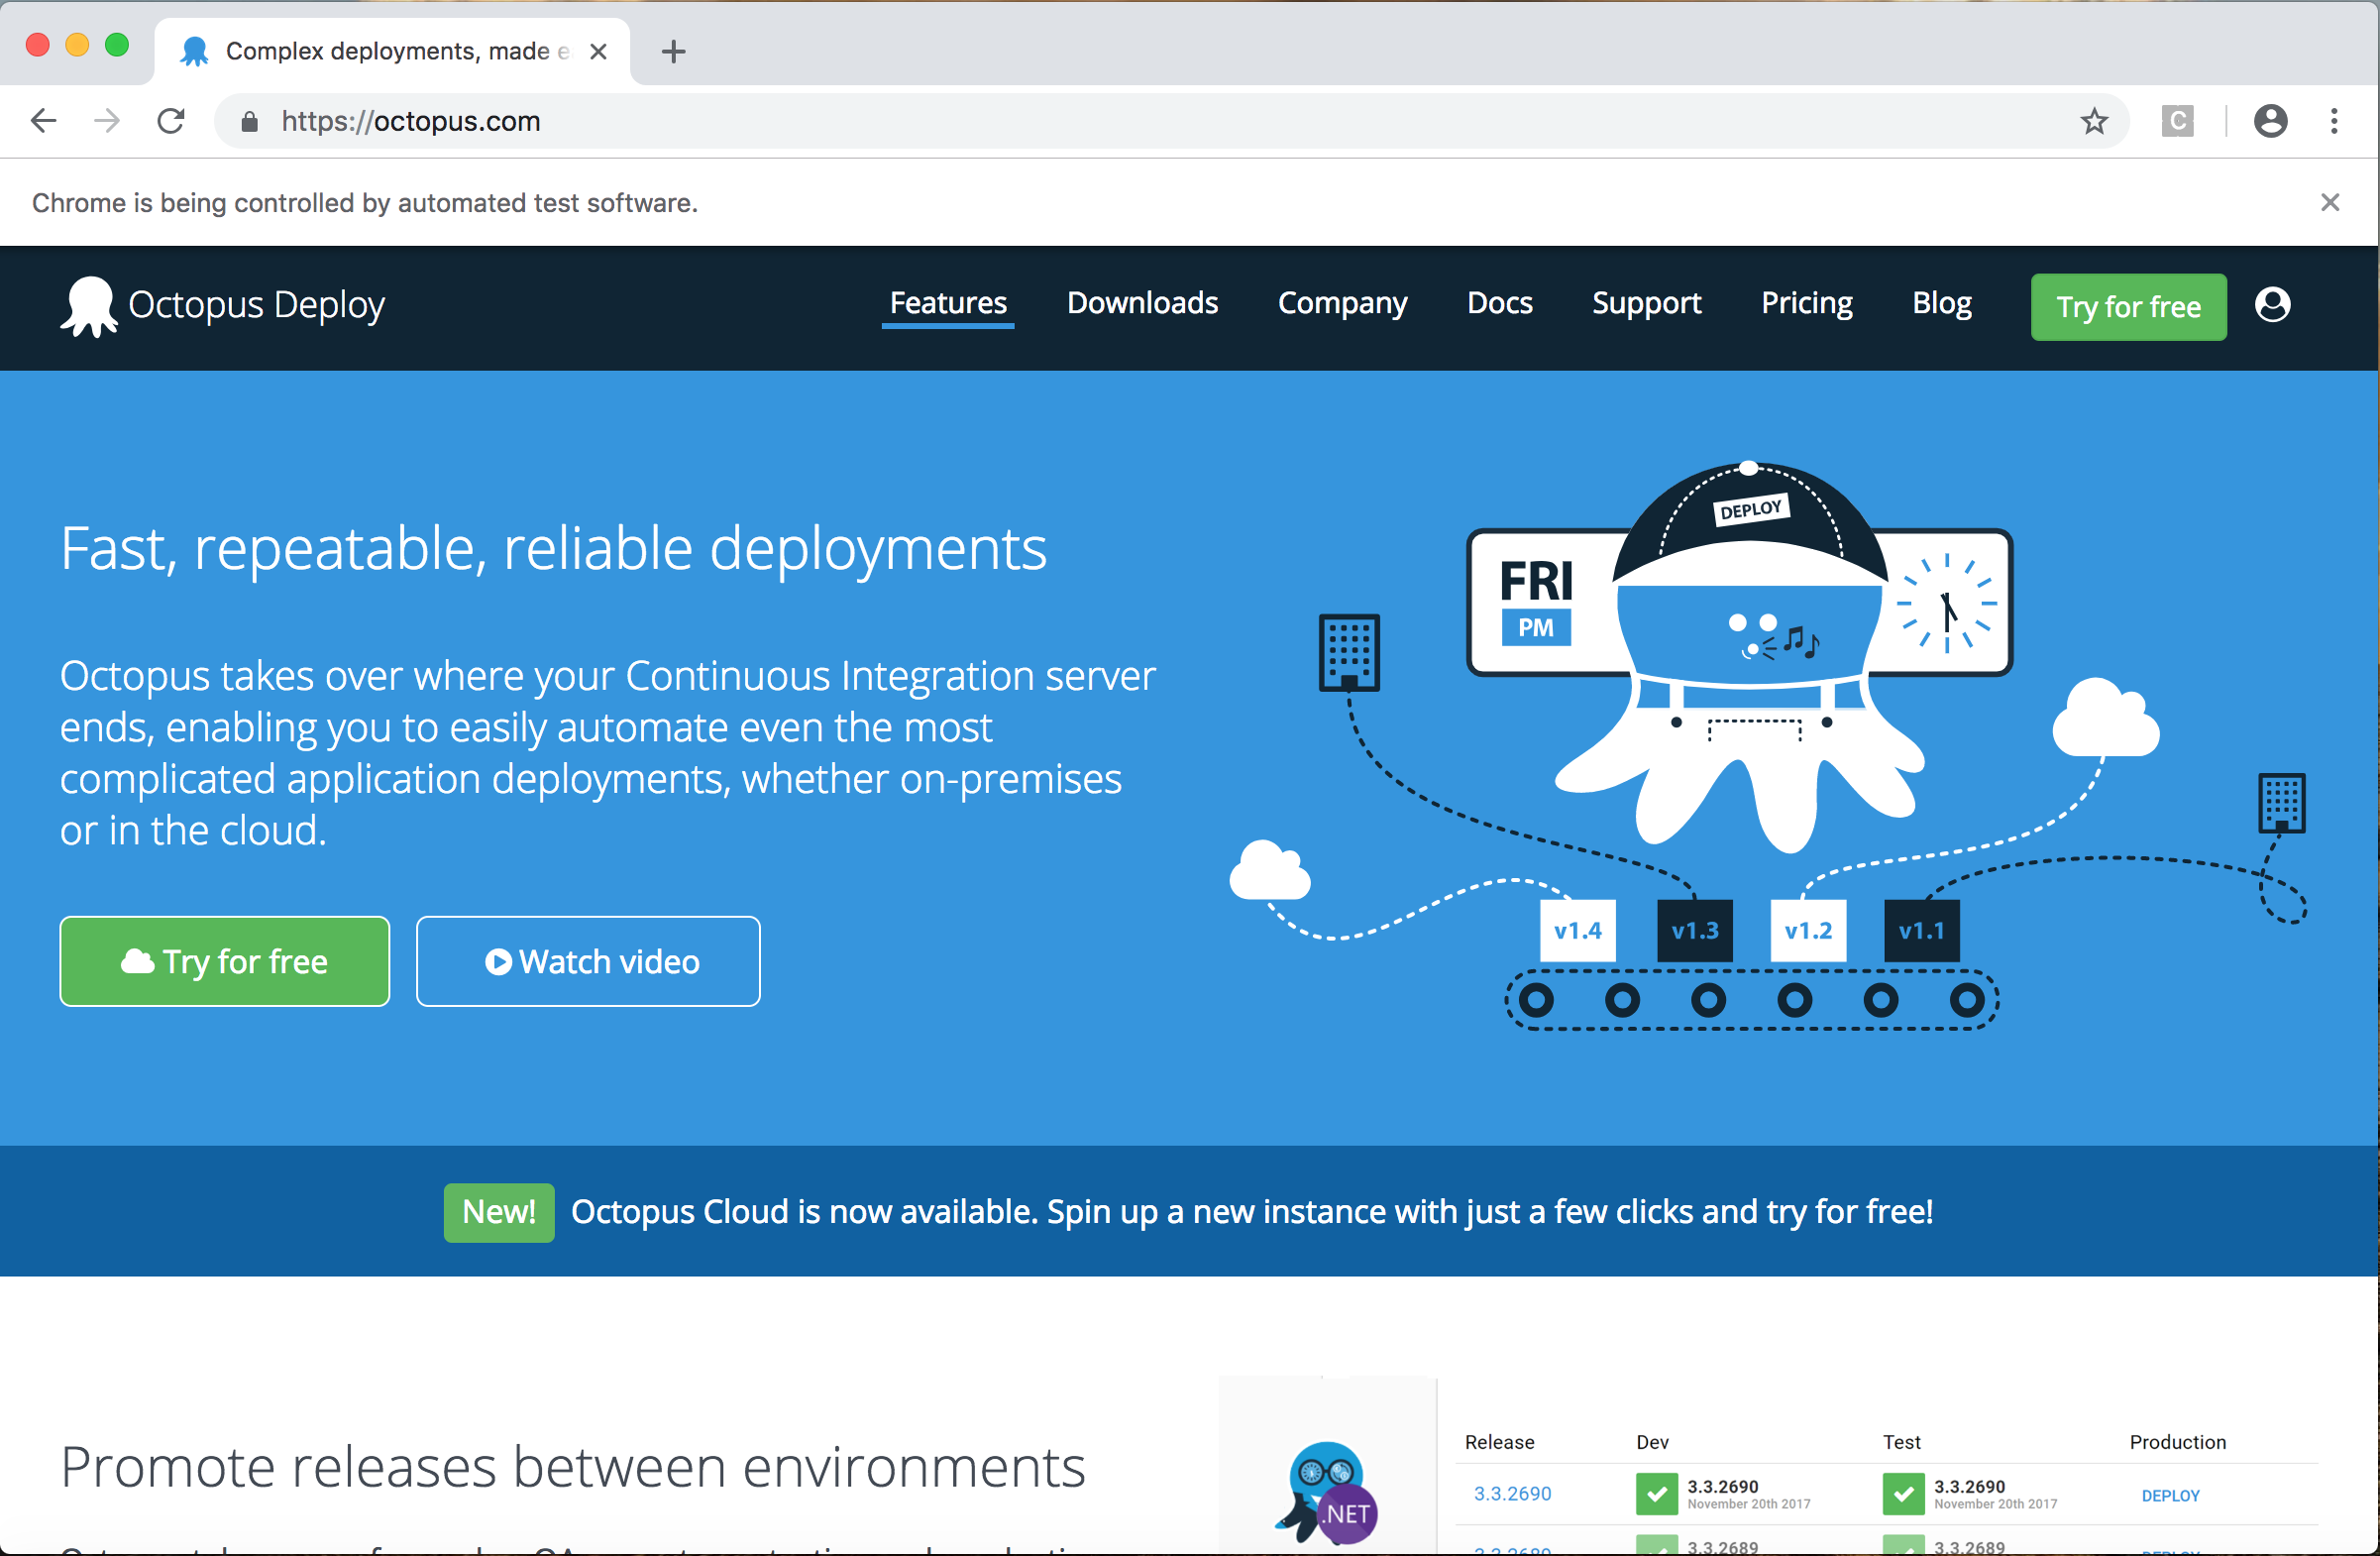 Complex deployments, made e
https://octopus.com
C
Chrome is being controlled by automated test software.
Octopus Deploy
Features Downloads Company Docs Support Pricing Blog Try for free
Fast, repeatable, reliable deployments
Octopus takes over where your Continuous Integration server
ends, enabling you to easily automate even the most
complicated application deployments, whether on-premises
or in the cloud.
Try for free Watch video
DEPLOY
FRI
PM
v1.4 v1.3 v1.2 v1.1
New! Octopus Cloud is now available. Spin up a new instance with just a few clicks and try for free!
Promote releases between environments
.NET
Release Dev Test Production
3.3.2690 3.3.2690 3.3.2690 DEPLOY
November 20th 2017 November 20th 2017
3.3.2689 3.3.2689 3.3.2689 DEPLOY